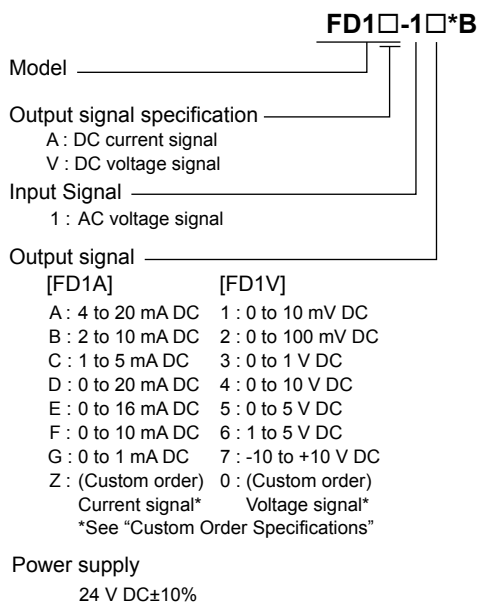 FD1□-1□*B
Model
Output signal specification
A : DC current signal
V : DC voltage signal
Input Signal
1 : AC voltage signal
Output signal
[FD1A] [FD1V]
A : 4 to 20 mA DC 1 : 0 to 10 mV DC
B : 2 to 10 mA DC 2 : 0 to 100 mV DC
C : 1 to 5 mA DC 3 : 0 to 1 V DC
D : 0 to 20 mA DC 4 : 0 to 10 V DC
E : 0 to 16 mA DC 5 : 0 to 5 V DC
F : 0 to 10 mA DC 6 : 1 to 5 V DC
G : 0 to 1 mA DC 7 : -10 to +10 V DC
Z : (Custom order) 0 : (Custom order)
Current signal* Voltage signal*
*See “Custom Order Specifications”
Power supply
24 V DC±10%